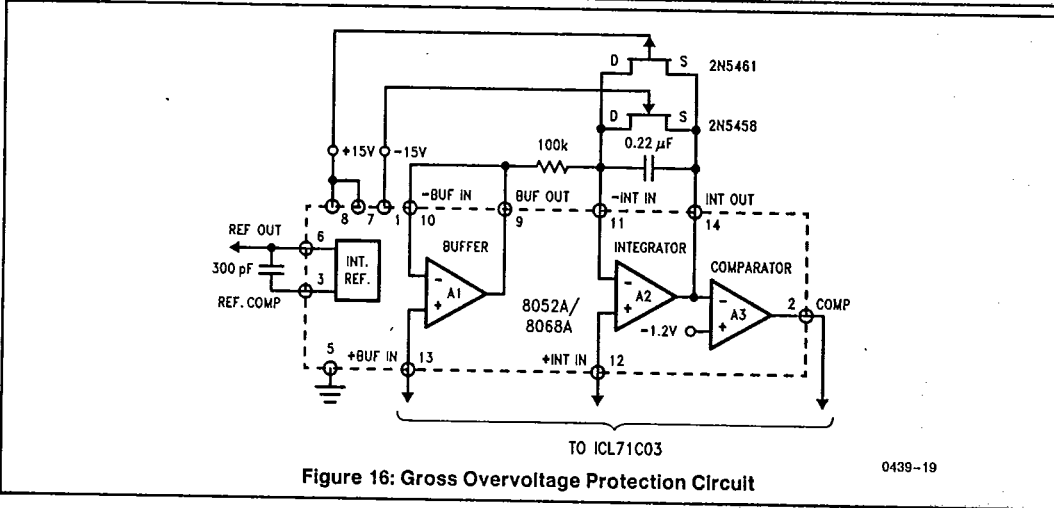 D S 2N5461
D S 2N5458
+15V -15V 100k 0.22 µF
-BUF IN BUF OUT -INT IN INT OUT
8 7 1 10 9 11 14
REF OUT 6 BUFFER INTEGRATOR
300 pF INT. REF. COMPARATOR
3 - A1 + - A2 + - A3 + 2 COMP
REF. COMP 8052A/
8068A -1.2V
5 +BUF IN 13 +INT IN 12
TO ICL71C03
0439-19
Figure 16: Gross Overvoltage Protection Circuit